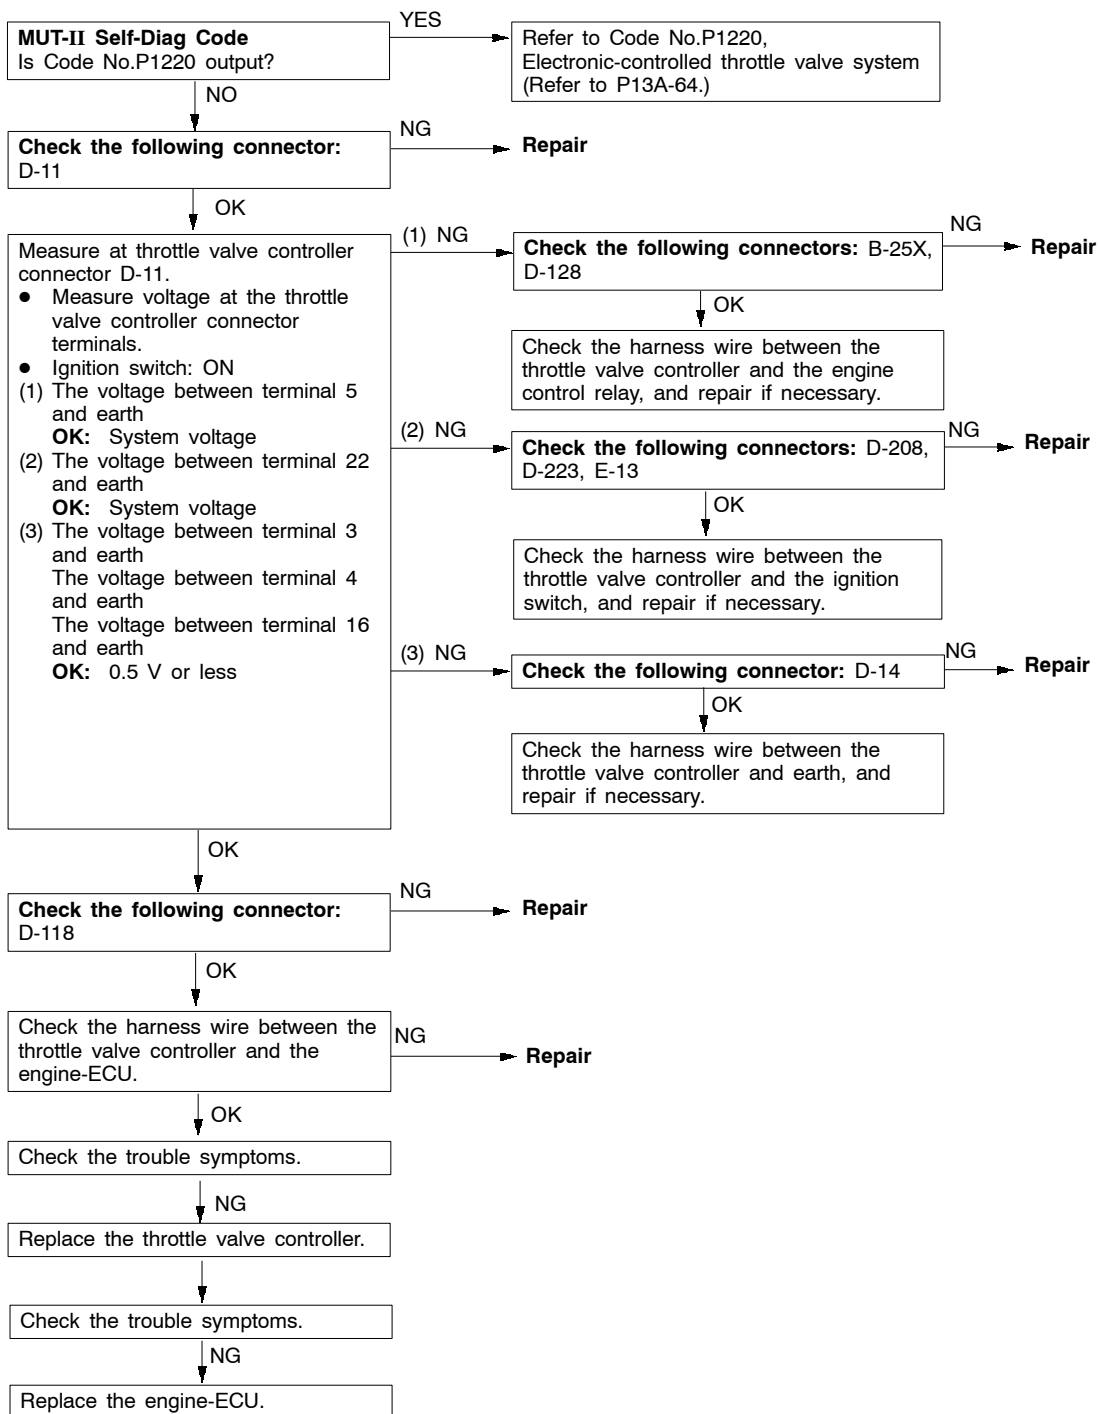 MUT-II Self-Diag Code
Is Code No.P1220 output?
YES
Refer to Code No.P1220,
Electronic-controlled throttle valve system
(Refer to P13A-64.)
NO
Check the following connector:
D-11
NG
Repair
OK
Measure at throttle valve controller
connector D-11.
● Measure voltage at the throttle
valve controller connector
terminals.
● Ignition switch: ON
(1) The voltage between terminal 5
and earth
OK: System voltage
(2) The voltage between terminal 22
and earth
OK: System voltage
(3) The voltage between terminal 3
and earth
The voltage between terminal 4
and earth
The voltage between terminal 16
and earth
OK: 0.5 V or less
(1) NG
Check the following connectors: B-25X,
D-128
NG
Repair
OK
Check the harness wire between the
throttle valve controller and the engine
control relay, and repair if necessary.
(2) NG
Check the following connectors: D-208,
D-223, E-13
NG
Repair
OK
Check the harness wire between the
throttle valve controller and the ignition
switch, and repair if necessary.
(3) NG
Check the following connector: D-14
NG
Repair
OK
Check the harness wire between the
throttle valve controller and earth, and
repair if necessary.
OK
Check the following connector:
D-118
NG
Repair
OK
Check the harness wire between the
throttle valve controller and the
engine-ECU.
NG
Repair
OK
Check the trouble symptoms.
NG
Replace the throttle valve controller.
Check the trouble symptoms.
NG
Replace the engine-ECU.